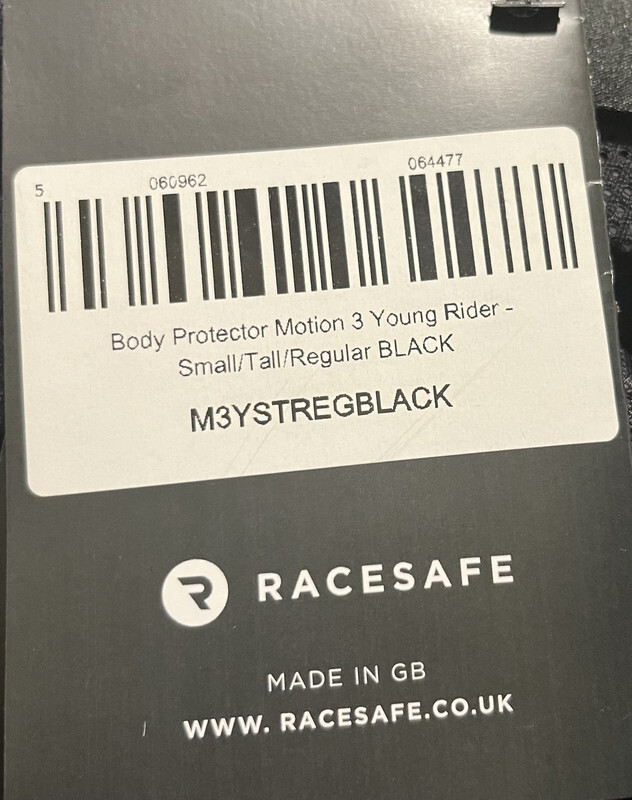 5 060962 064477
Body Protector Motion 3 Young Rider -
Small/Tall/Regular BLACK
M3YSTREGBLACK
RACESAFE
MADE IN GB
WWW. RACESAFE.CO.UK